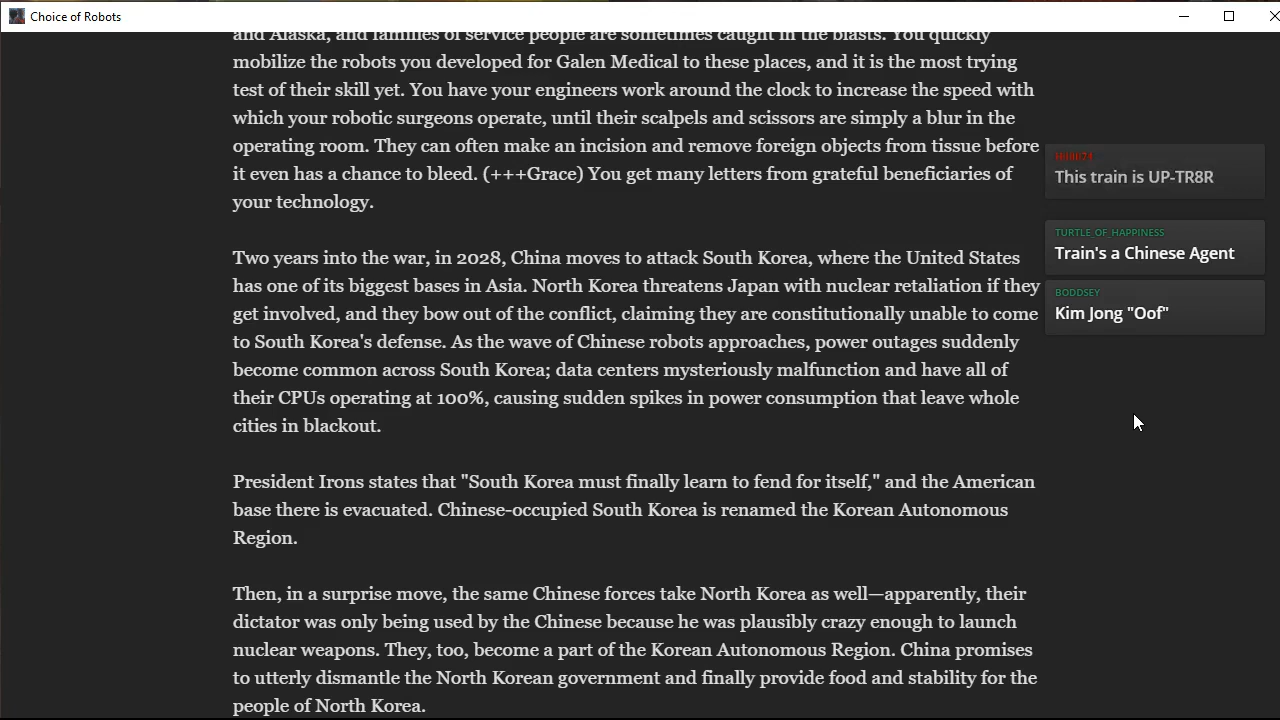 Choice of Robots
and Alaska, and families of service people are sometimes caught in the blasts. You quickly
mobilize the robots you developed for Galen Medical to these places, and it is the most trying
test of their skill yet. You have your engineers work around the clock to increase the speed with
which your robotic surgeons operate, until their scalpels and scissors are simply a blur in the
operating room. They can often make an incision and remove foreign objects from tissue before
it even has a chance to bleed. (+++Grace) You get many letters from grateful beneficiaries of
your technology.
Two years into the war, in 2028, China moves to attack South Korea, where the United States
has one of its biggest bases in Asia. North Korea threatens Japan with nuclear retaliation if they
get involved, and they bow out of the conflict, claiming they are constitutionally unable to come
to South Korea's defense. As the wave of Chinese robots approaches, power outages suddenly
become common across South Korea; data centers mysteriously malfunction and have all of
their CPUs operating at 100%, causing sudden spikes in power consumption that leave whole
cities in blackout.
President Irons states that "South Korea must finally learn to fend for itself," and the American
base there is evacuated. Chinese-occupied South Korea is renamed the Korean Autonomous
Region.
Then, in a surprise move, the same Chinese forces take North Korea as well—apparently, their
dictator was only being used by the Chinese because he was plausibly crazy enough to launch
nuclear weapons. They, too, become a part of the Korean Autonomous Region. China promises
to utterly dismantle the North Korean government and finally provide food and stability for the
people of North Korea.
This train is UP-TR8R
TURTLE OF HAPPINESS
Train's a Chinese Agent
BODDSEY
Kim Jong "Oof"